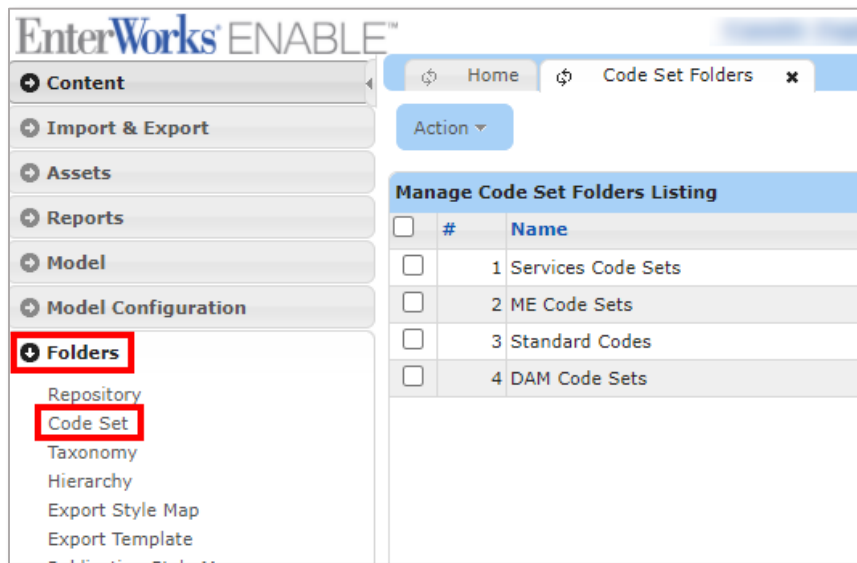 EnterWorks ENABLE™
Content
Import & Export
Assets
Reports
Model
Model Configuration
Folders
Repository
Code Set
Taxonomy
Hierarchy
Export Style Map
Export Template
Home
Code Set Folders
Action
Manage Code Set Folders Listing
# Name
1 Services Code Sets
2 ME Code Sets
3 Standard Codes
4 DAM Code Sets